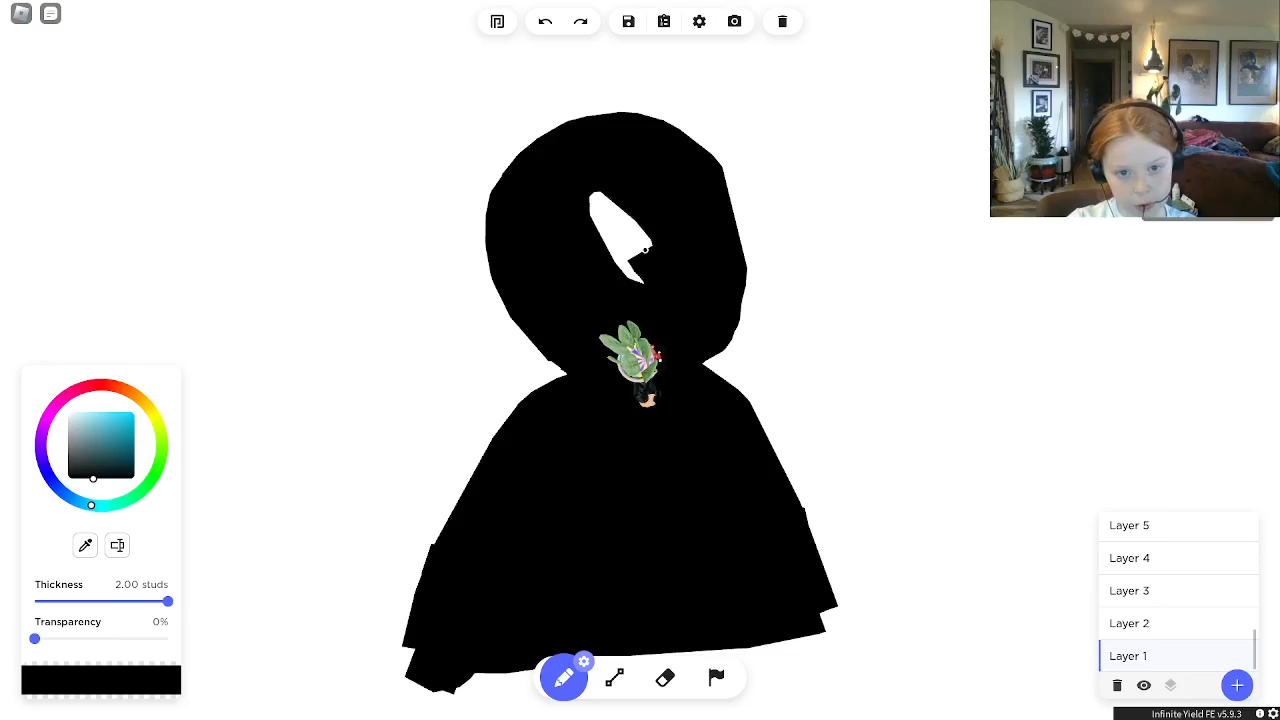 Thickness 2.00 studs
Transparency 0%
Layer 5
Layer 4
Layer 3
Layer 2
Layer 1
Infinite Yield FE v5.9.3